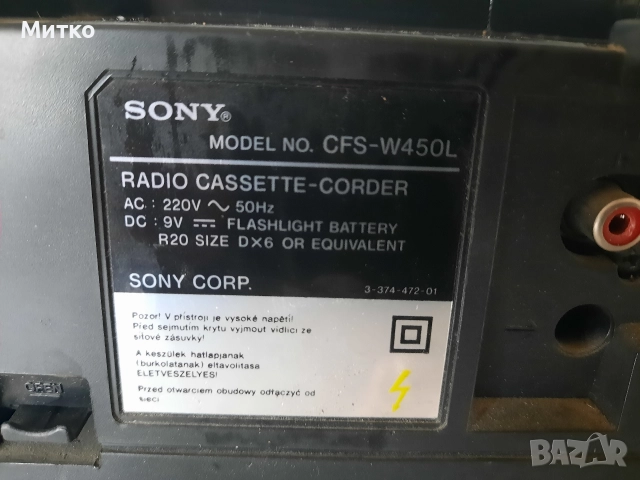 Митко
SONY®
MODEL NO. CFS-W450L
RADIO CASSETTE-CORDER
AC : 220V ~ 50Hz
DC : 9V ⎓ FLASHLIGHT BATTERY
R20 SIZE D×6 OR EQUIVALENT
SONY CORP.
3-374-472-01
Pozor! V přístroji je vysoké napětí!
Před sejmutím krytu vyjmout vidlici ze
síťové zásuvky!
A keszülek hatlapjanak
(burkolatanak) eltavolitasa
ELETVESZELYES!
Przed otwarciem obudowy odłączyć od
sieci
OPEN
BAZAR